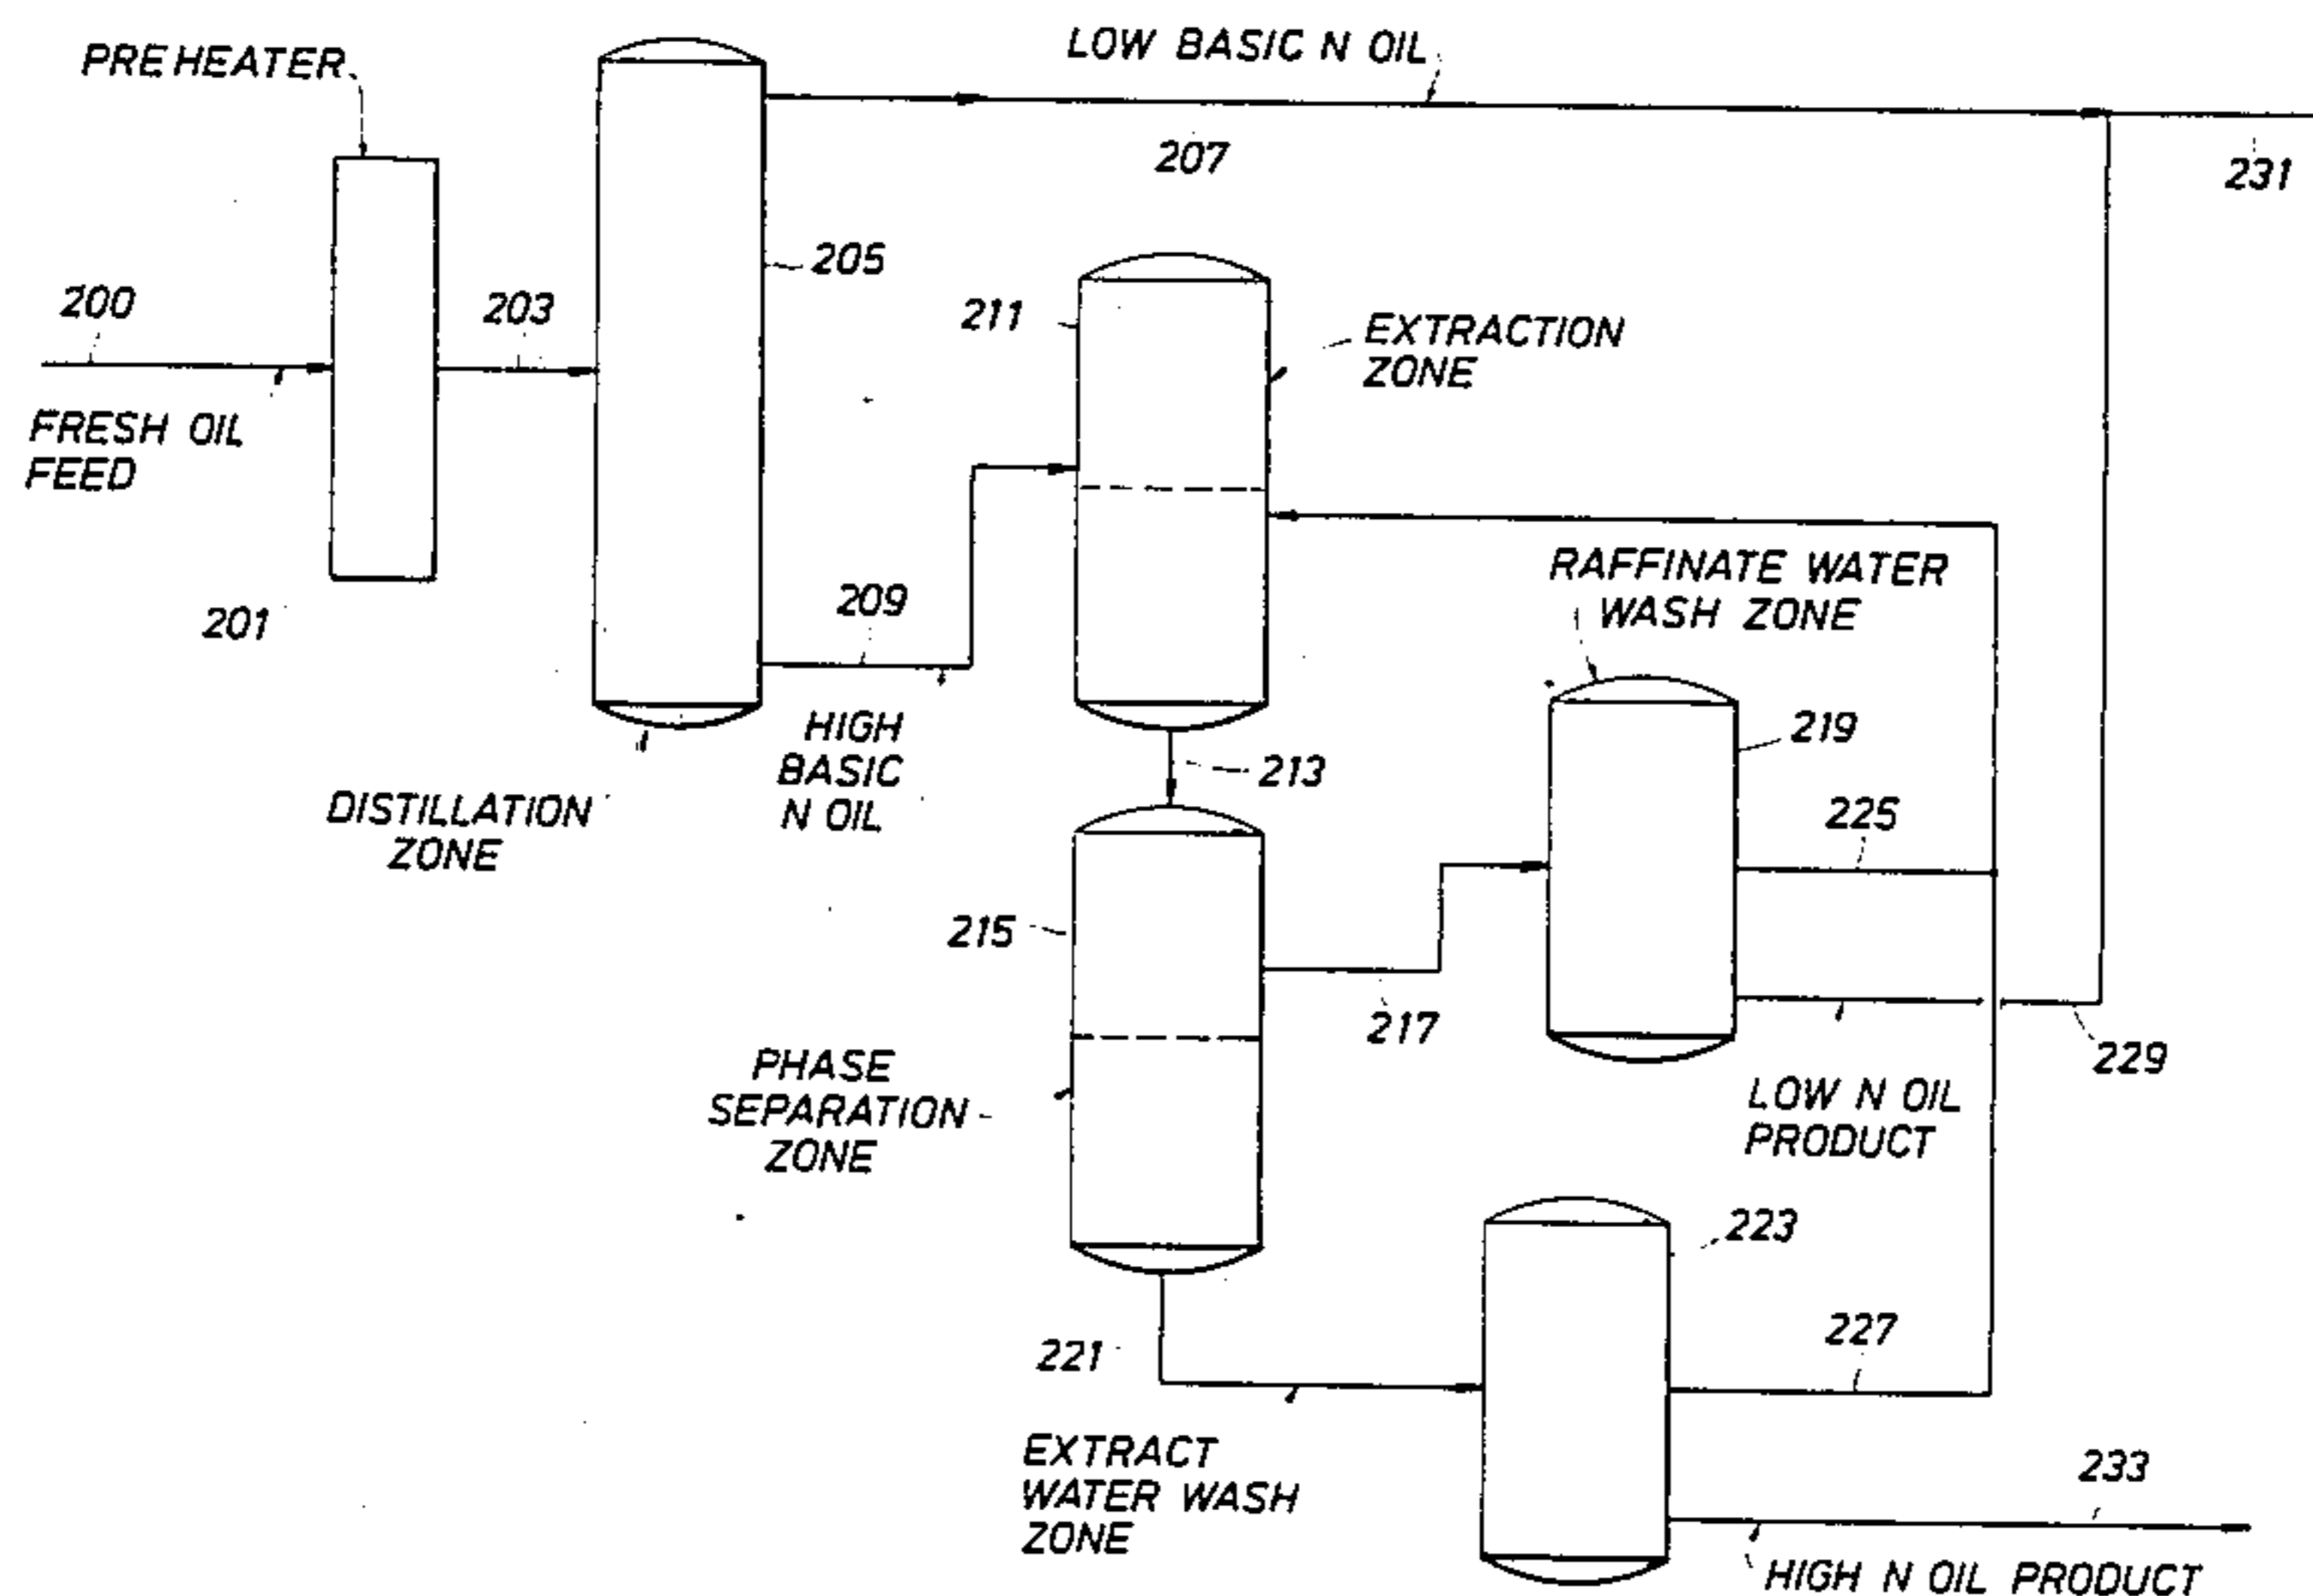 PREHEATER
LOW BASIC N OIL
207
231
205
200
203
211
EXTRACTION
ZONE
FRESH OIL
FEED
201
209
RAFFINATE WATER
WASH ZONE
HIGH
BASIC
N OIL
213
219
DISTILLATION
ZONE
225
215
217
229
PHASE
SEPARATION
ZONE
LOW N OIL
PRODUCT
223
221
227
EXTRACT
WATER WASH
ZONE
233
HIGH N OIL PRODUCT